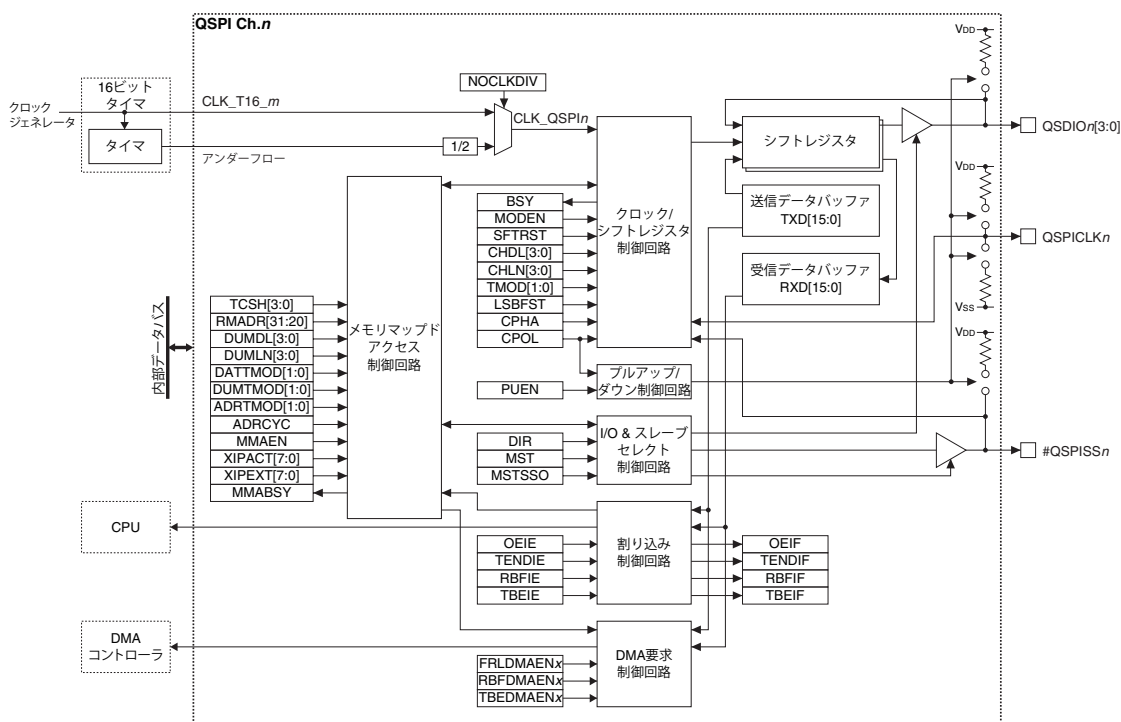 QSPI Ch.n
クロック
ジェネレータ
16ビット
タイマ
タイマ
CLK_T16_m
アンダーフロー
1/2
NOCLKDIV
CLK_QSPIn
内部データバス
TCSH[3:0]
RMADR[31:20]
DUMDL[3:0]
DUMLN[3:0]
DATTMOD[1:0]
DUMTMOD[1:0]
ADRTMOD[1:0]
ADRCYC
MMAEN
XIPACT[7:0]
XIPEXT[7:0]
MMABSY
メモリマップド
アクセス
制御回路
BSY
MODEN
SFTRST
CHDL[3:0]
CHLN[3:0]
TMOD[1:0]
LSBFST
CPHA
CPOL
PUEN
DIR
MST
MSTSSO
クロック/
シフトレジスタ
制御回路
プルアップ/
ダウン制御回路
I/O & スレーブ
セレクト
制御回路
シフトレジスタ
送信データバッファ
TXD[15:0]
受信データバッファ
RXD[15:0]
VDD
QSDIOn[3:0]
VDD
QSPICLKn
VSS
VDD
#QSPISSn
CPU
OEIE
TENDIE
RBFIE
TBEIE
割り込み
制御回路
OEIF
TENDIF
RBFIF
TBEIF
DMA
コントローラ
FRLDMAENx
RBFDMAENx
TBEDMAENx
DMA要求
制御回路